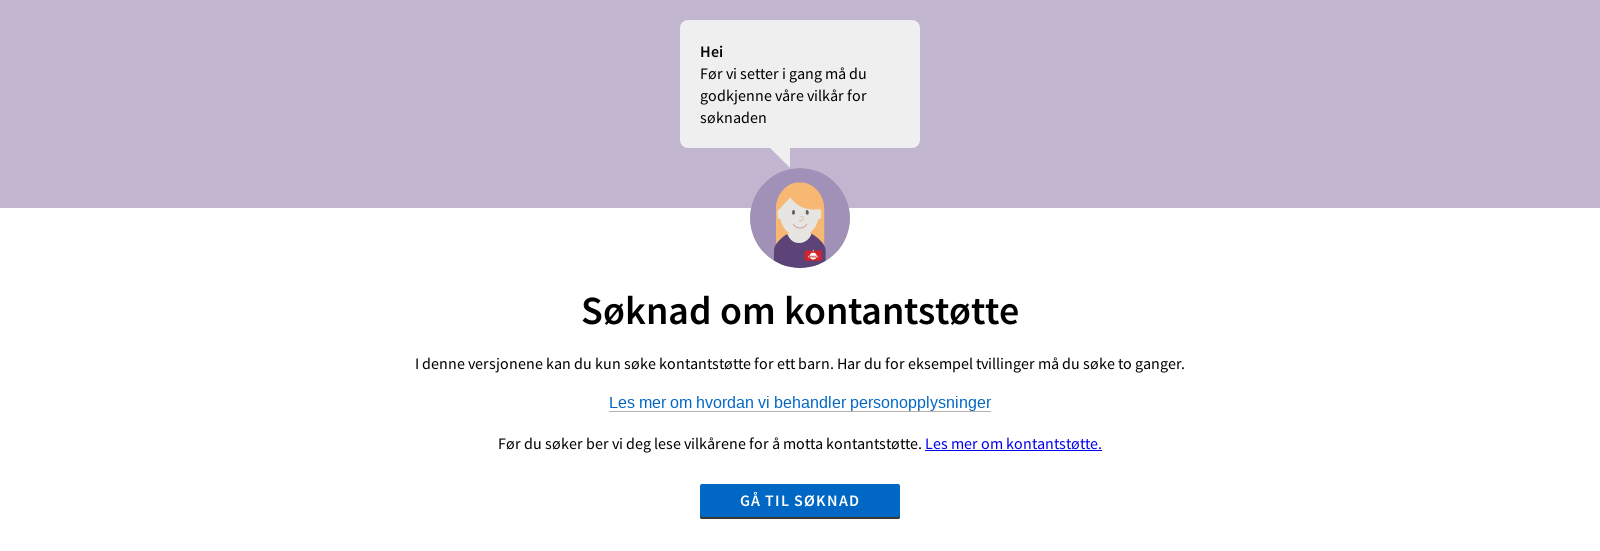 Hei
Før vi setter i gang må du
godkjenne våre vilkår for
søknaden
Søknad om kontantstøtte
I denne versjonene kan du kun søke kontantstøtte for ett barn. Har du for eksempel tvillinger må du søke to ganger.
Les mer om hvordan vi behandler personopplysninger
Før du søker ber vi deg lese vilkårene for å motta kontantstøtte. Les mer om kontantstøtte.
GÅ TIL SØKNAD